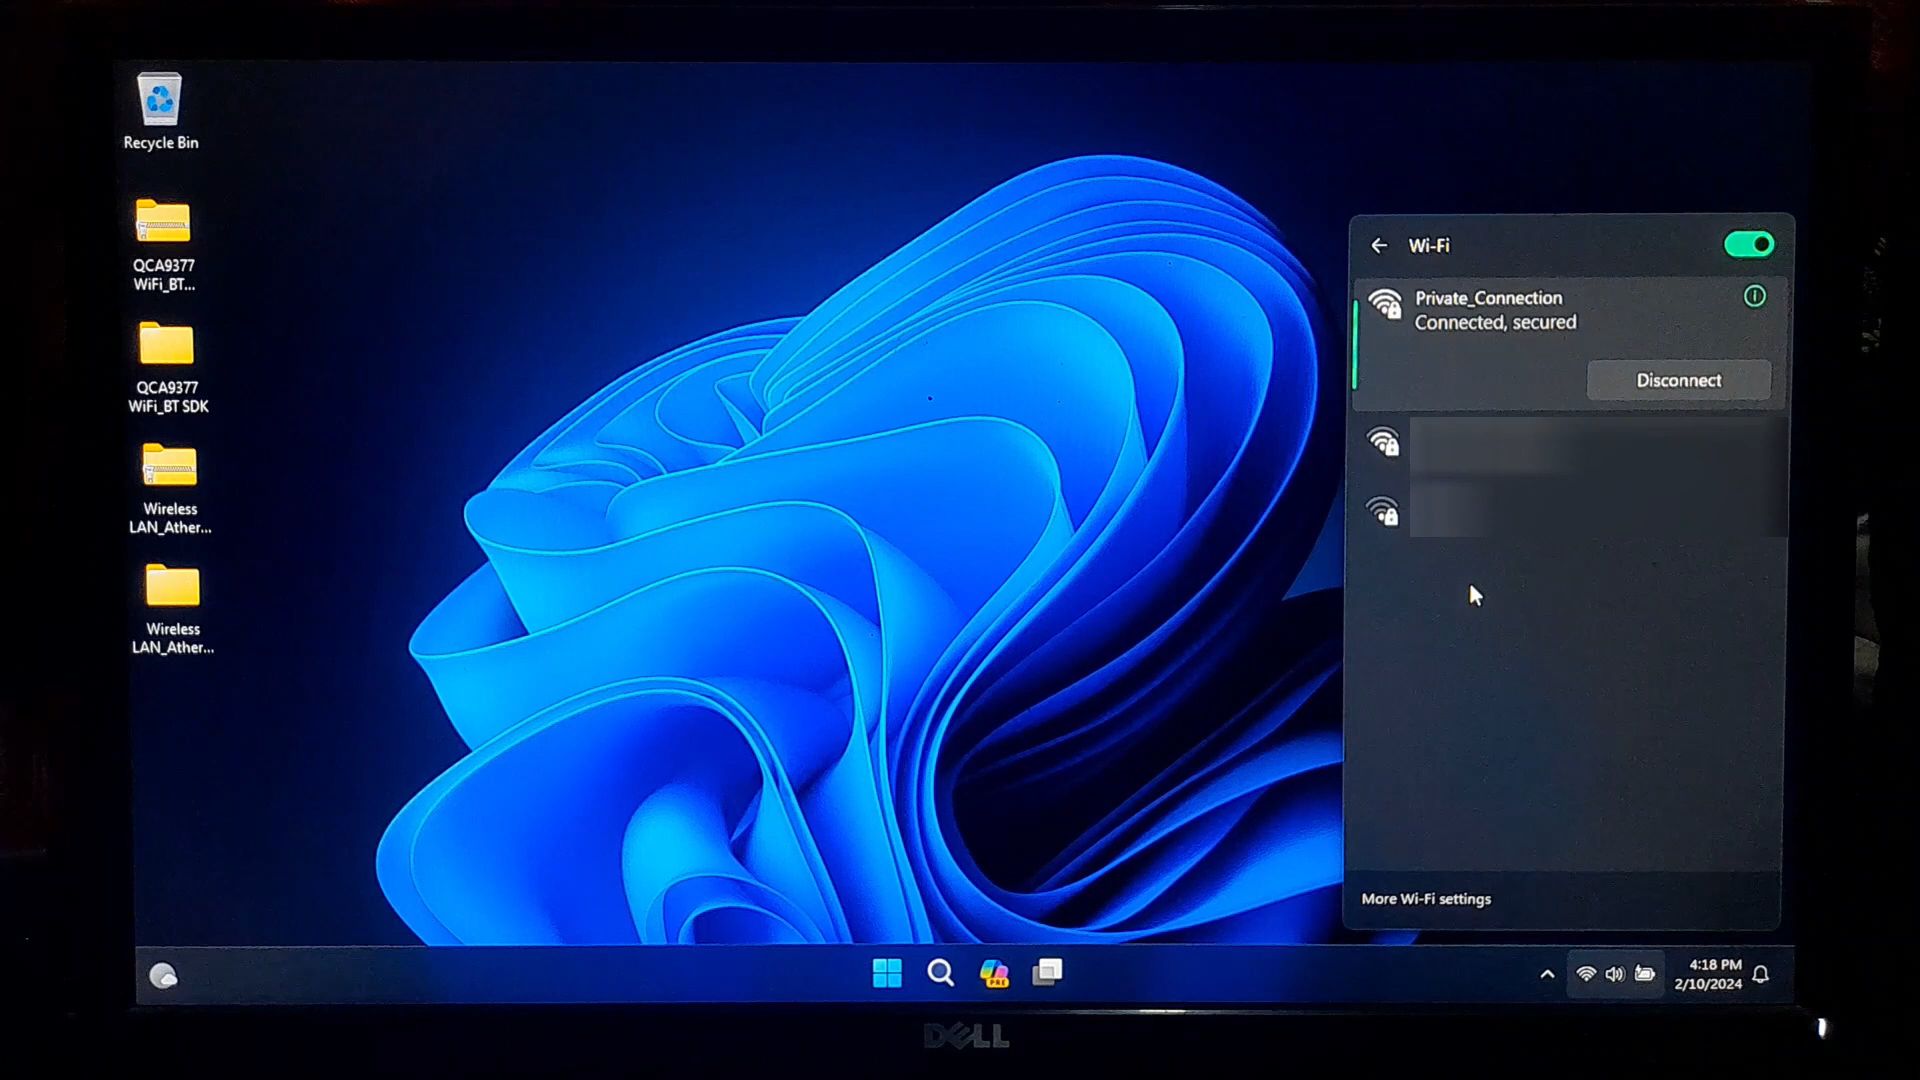 Recycle Bin
QCA9377
WiFi_BT...
QCA9377
WiFi_BT SDK
Wireless
LAN_Ather...
Wireless
LAN_Ather...
Wi-Fi
Private_Connection
Connected, secured
Disconnect
More Wi-Fi settings
PRE
4:18 PM
2/10/2024
DELL